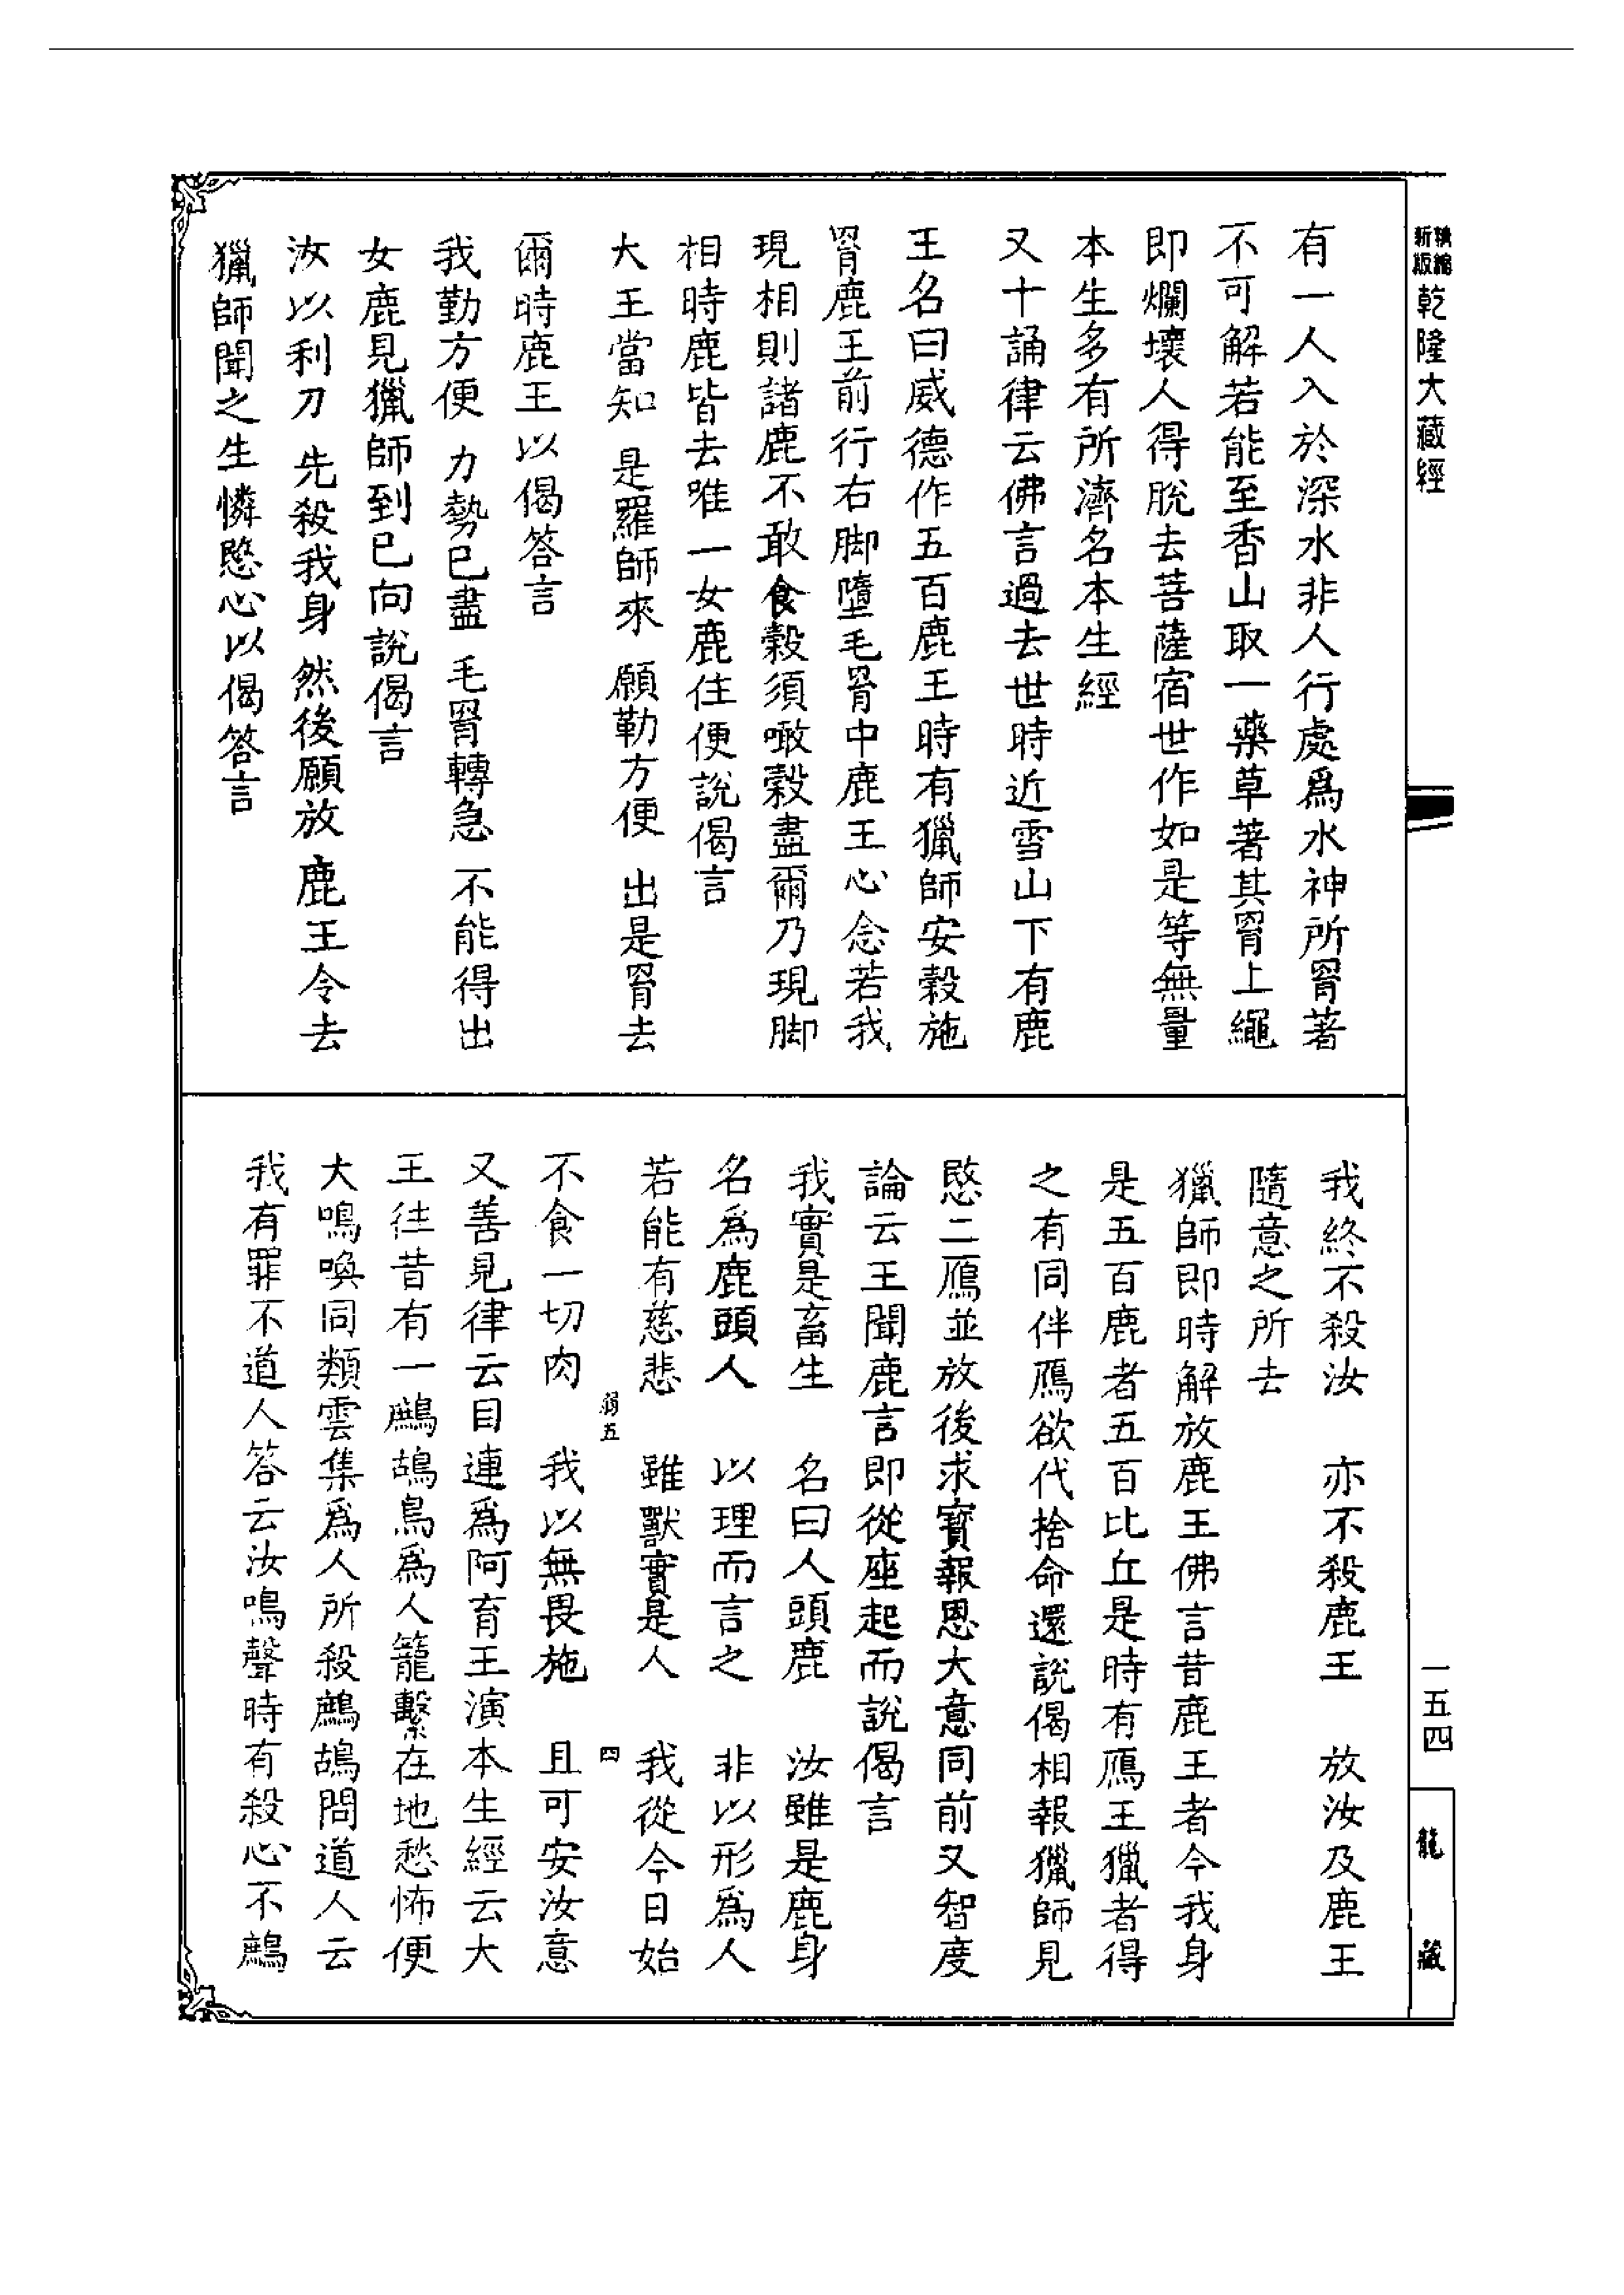 新版精縮乾隆大藏經
有一人入於深水非人行處爲水神所罥著
不可解若能至香山取一藥草著其罥上繩
即爛壞人得脫去菩薩宿世作如是等無量
本生多有所濟名本生經
又十誦律云佛言過去世時近雪山下有鹿
王名曰威德作五百鹿王時有獵師安穀施
罥鹿王前行右脚墮毛罥中鹿王心念若我
現相則諸鹿不敢食穀須噉穀盡爾乃現脚
相時鹿皆去唯一女鹿住便說偈言
大王當知 是羅師來 願勤方便 出是罥去
爾時鹿王以偈答言
我勤方便 力勢已盡 毛罥轉急 不能得出
女鹿見獵師到已向說偈言
汝以利刀 先殺我身 然後願放 鹿王令去
獵師聞之生憐愍心以偈答言
我終不殺汝 亦不殺鹿王 放汝及鹿王
隨意之所去
獵師即時解放鹿王佛言昔鹿王者今我身
是五百鹿者五百比丘是時有鴈王獵者得
之有同伴鴈欲代捨命還說偈相報獵師見
愍二鴈並放後求寶報恩大意同前又智度
論云王聞鹿言即從座起而說偈言
我實是畜生 名曰人頭鹿 汝雖是鹿身
名爲鹿頭人 以理而言之 非以形爲人
若能有慈悲 雖獸實是人 我從今日始
弱五 四
不食一切肉 我以無畏施 且可安汝意
又善見律云目連爲阿育王演本生經云大
王往昔有一鷓鴣鳥爲人籠繫在地愁怖便
大鳴喚同類雲集爲人所殺鷓鴣問道人云
我有罪不道人答云汝鳴聲時有殺心不鷓
一五四
龍藏